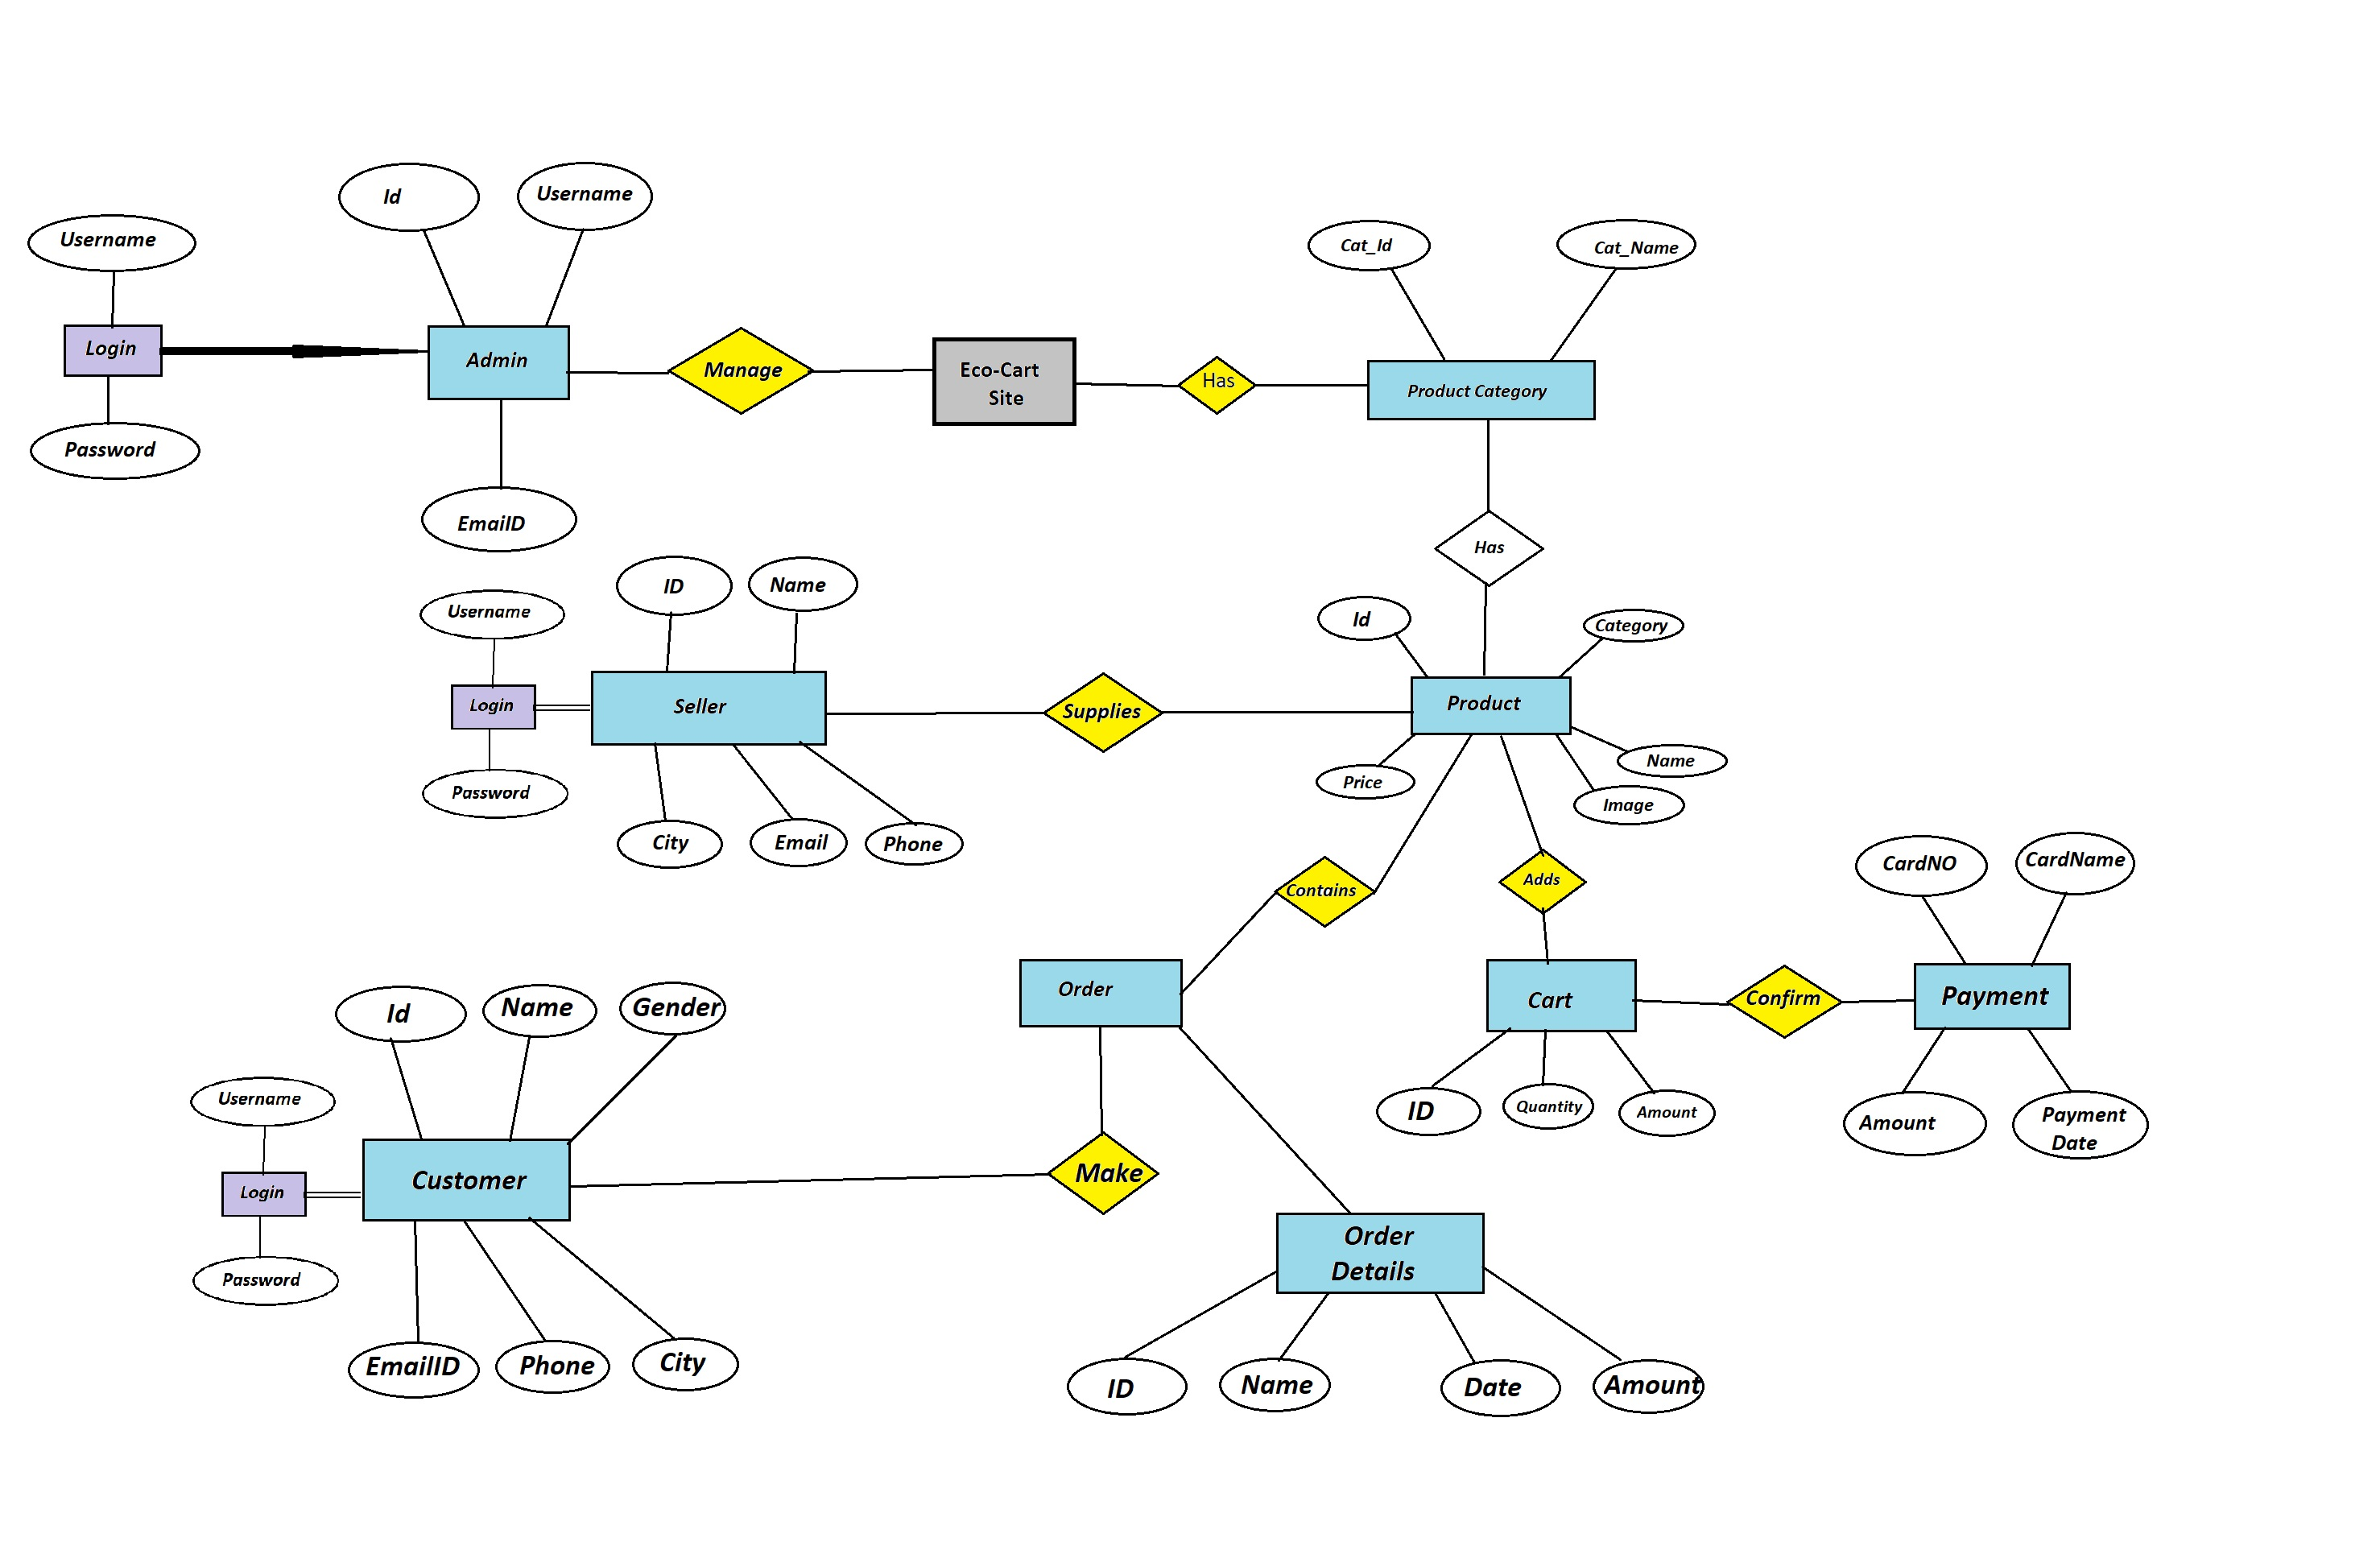 Id
Username
Username
Cat_Id
Cat_Name
Login
Admin
Manage
Eco-Cart
Site
Has
Product Category
Password
EmaiID
Has
ID
Name
Username
Id
Category
Login
Seller
Supplies
Product
Name
Price
Image
Password
City
Email
Phone
Contains
Adds
CardNO
CardName
Order
Cart
Confirm
Payment
Id
Name
Gender
Username
ID
Quantity
Amount
Amount
Payment
Date
Login
Customer
Make
Order
Details
Password
EmailID
Phone
City
ID
Name
Date
Amount